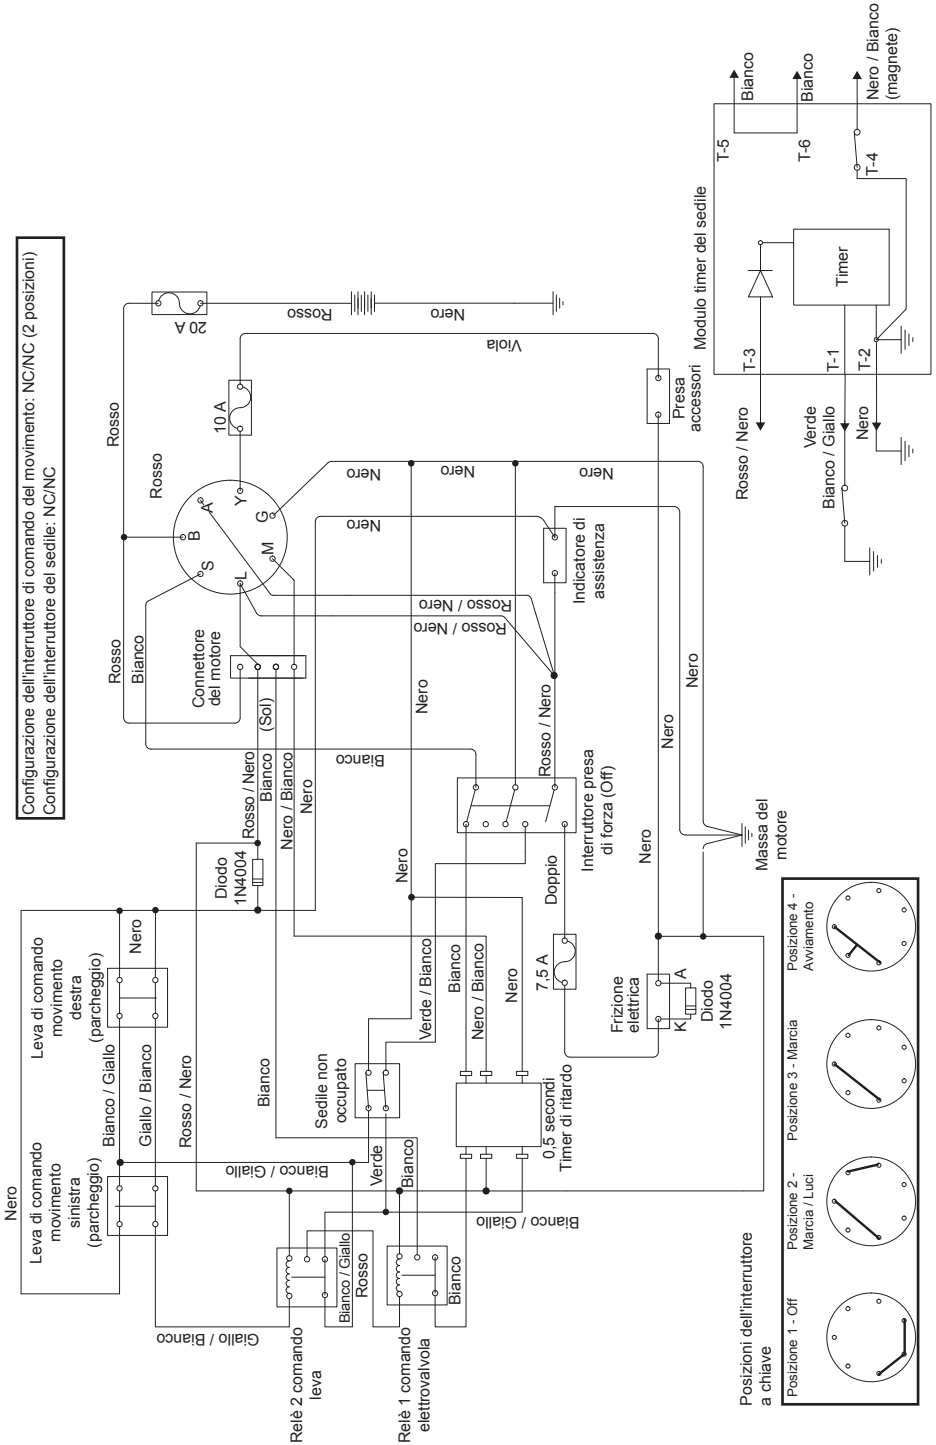 Configurazione dell'interruttore di comando del movimento: NC/NC (2 posizioni)
Configurazione dell'interruttore del sedile: NC/NC
Nero
Leva di comando
movimento
sinistra
(parcheggio)
Leva di comando
movimento
destra
(parcheggio)
Nero
Bianco / Giallo
Giallo / Bianco
Rosso / Nero
Giallo / Bianco
Relè 2 comando
leva
Bianco / Giallo
Rosso
Relè 1 comando
elettrovalvola
Bianco
Bianco / Giallo
Verde
Bianco
Bianco / Giallo
Bianco
Sedile non
occupato
Diodo
1N4004
Rosso / Nero
Bianco
Nero / Bianco
Nero
(Sol)
Connettore
del motore
Rosso
Bianco
Rosso
Rosso
S
B
A
L
Y
M
G
20 A
Rosso
Nero
10 A
Viola
Nero
Nero
Nero
Nero
Rosso / Nero
Rosso / Nero
Bianco
Nero
Nero
Verde / Bianco
Bianco
Nero / Bianco
Nero
0,5 secondi
Timer di ritardo
Rosso / Nero
Interruttore presa
di forza (Off)
Doppio
7,5 A
Indicatore di
assistenza
Presa
accessori
Nero
Nero
Nero
Frizione
elettrica
K
A
Diodo
1N4004
Massa del
motore
Modulo timer del sedile
T-5
T-6
T-4
T-3
T-1
T-2
Timer
Bianco
Bianco
Nero / Bianco
(magnete)
Rosso / Nero
Verde
Bianco / Giallo
Nero
Posizioni dell'interruttore
a chiave
Posizione 1 - Off
Posizione 2 -
Marcia / Luci
Posizione 3 - Marcia
Posizione 4 -
Avviamento